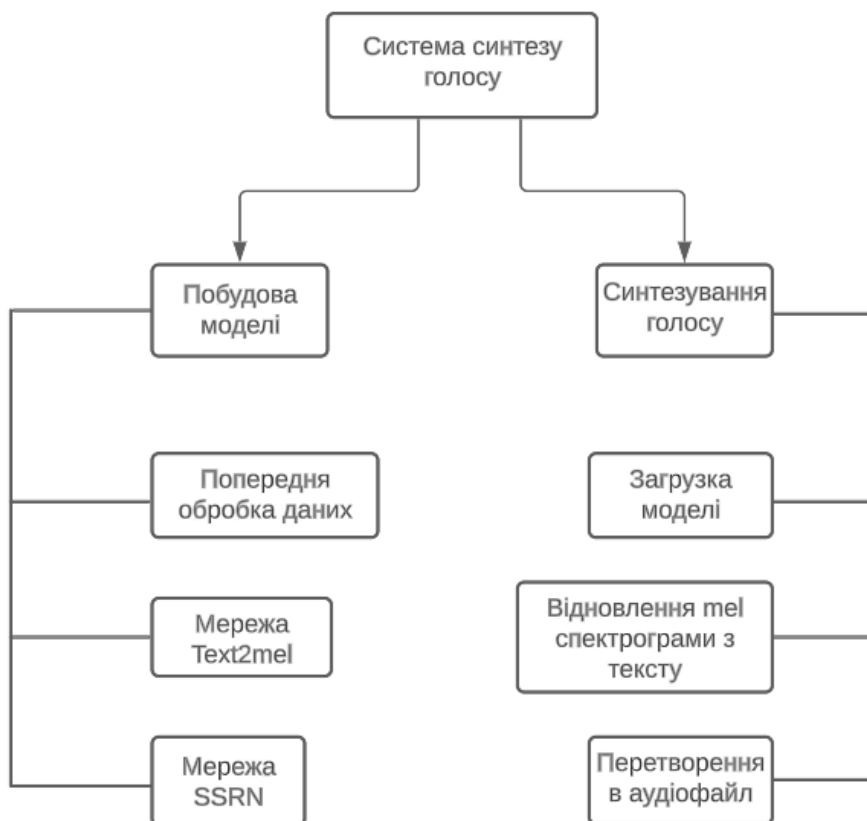 Система синтезу
голосу
Побудова
моделі
Синтезування
голосу
Попередня
обробка даних
Загрузка
моделі
Мережа
Text2mel
Відновлення mel
спектрограми з
тексту
Мережа
SSRN
Перетворення
в аудіофайл